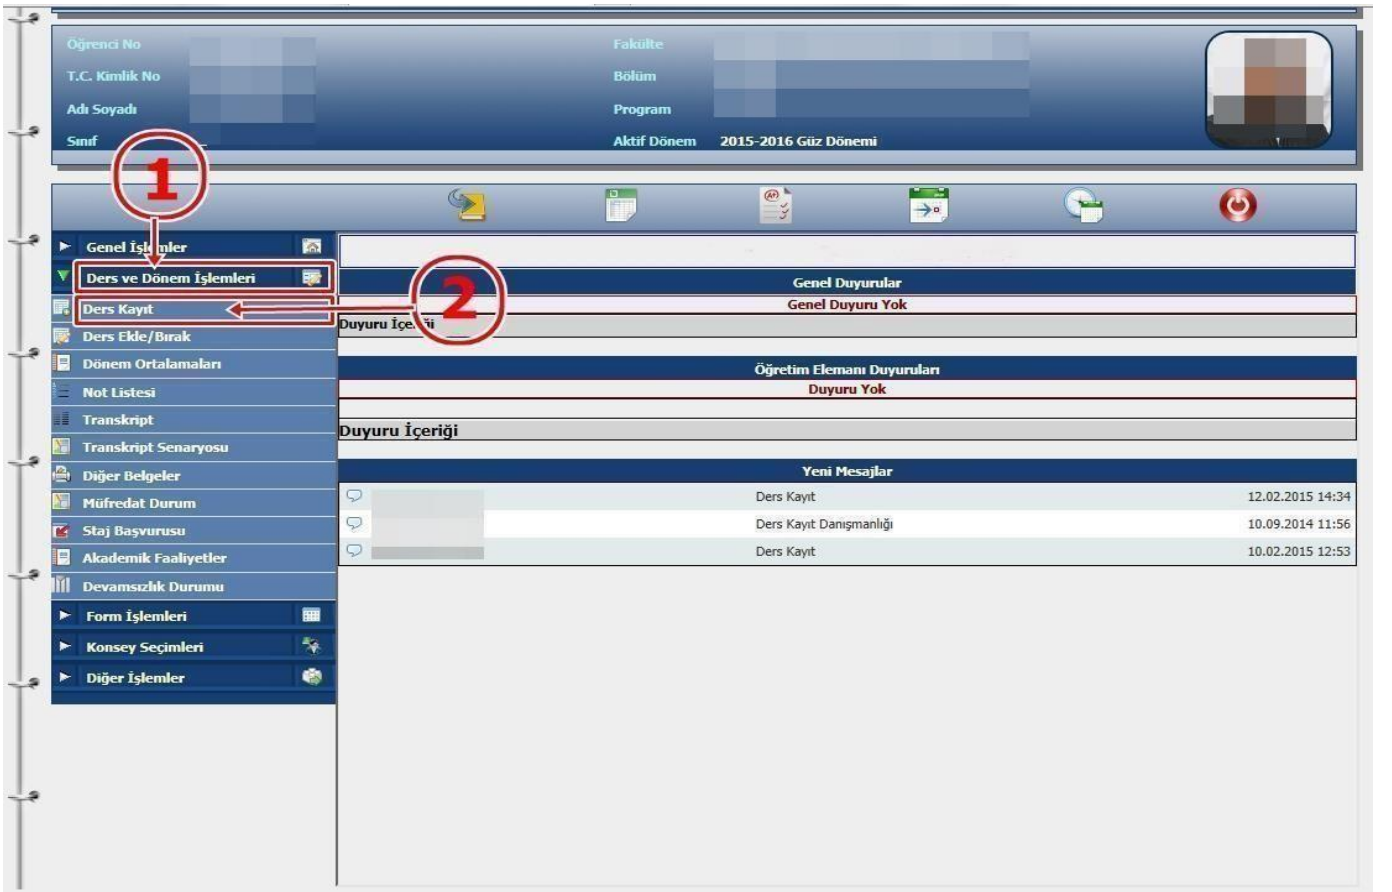 Öğrenci No
Fakülte
T.C. Kimlik No
Bölüm
Adı Soyadı
Program
Sınıf
Aktif Dönem 2015-2016 Güz Dönemi
1
Genel İşlemler
Ders ve Dönem İşlemleri
Genel Duyurular
2
Ders Kayıt
Genel Duyuru Yok
Duyuru İçeriği
Ders Ekle/Bırak
Dönem Ortalamaları
Öğretim Elemanı Duyuruları
Not Listesi
Duyuru Yok
Transkript
Duyuru İçeriği
Transkript Senaryosu
Diğer Belgeler
Yeni Mesajlar
Müfredat Durum
Ders Kayıt 12.02.2015 14:34
Staj Başvurusu
Ders Kayıt Danışmanlığı 10.09.2014 11:56
Akademik Faaliyetler
Ders Kayıt 10.02.2015 12:53
Devamsızlık Durumu
Form İşlemleri
Konsey Seçimleri
Diğer İşlemler